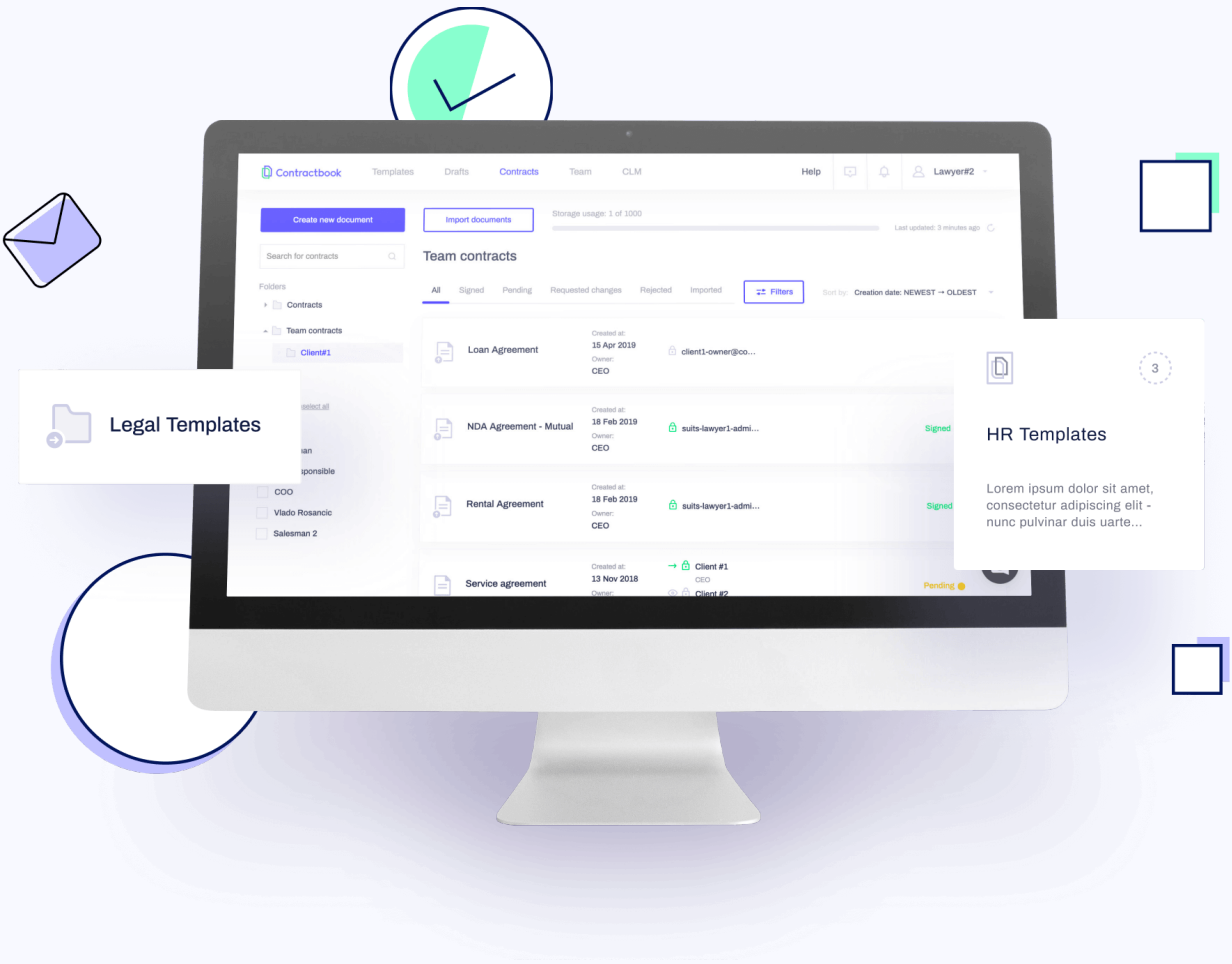 Contractbook
Templates
Drafts
Contracts
Team
CLM
Help
Lawyer#2
Create new document
Import documents
Storage usage: 1 of 1000
Last updated: 3 minutes ago
Search for contracts
Team contracts
Folders
All
Signed
Pending
Requested changes
Rejected
Imported
Filters
Sort by: Creation date: NEWEST → OLDEST
Contracts
Team contracts
Client#1
Loan Agreement
Created at:
15 Apr 2019
Owner:
CEO
client1-owner@co...
Legal Templates
COO
Vlado Rosancic
Salesman 2
NDA Agreement - Mutual
Created at:
18 Feb 2019
Owner:
CEO
suits-lawyer1-admi...
Signed
Rental Agreement
Created at:
18 Feb 2019
Owner:
CEO
suits-lawyer1-admi...
Signed
Service agreement
Created at:
13 Nov 2018
Owner:
Client #1
CEO
Client #2
Pending
3
HR Templates
Lorem ipsum dolor sit amet,
consectetur adipiscing elit -
nunc pulvinar duis uarte...